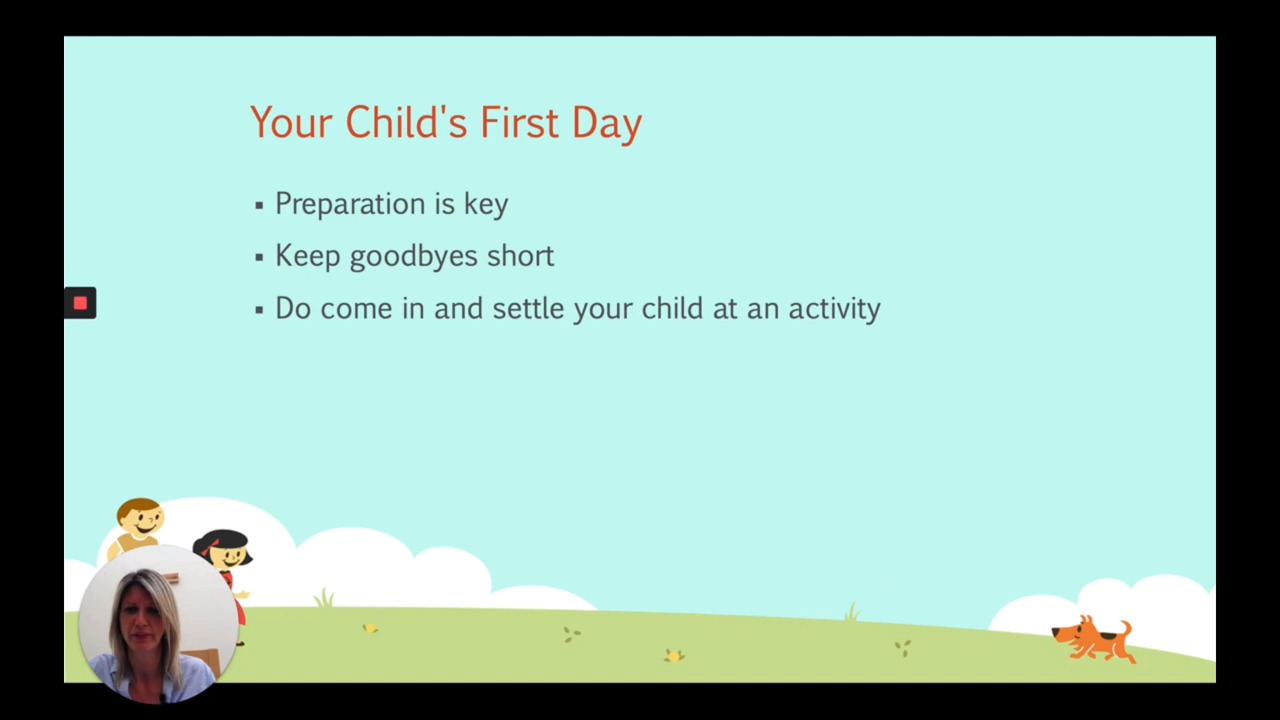 Your Child's First Day
▪ Preparation is key
▪ Keep goodbyes short
▪ Do come in and settle your child at an activity